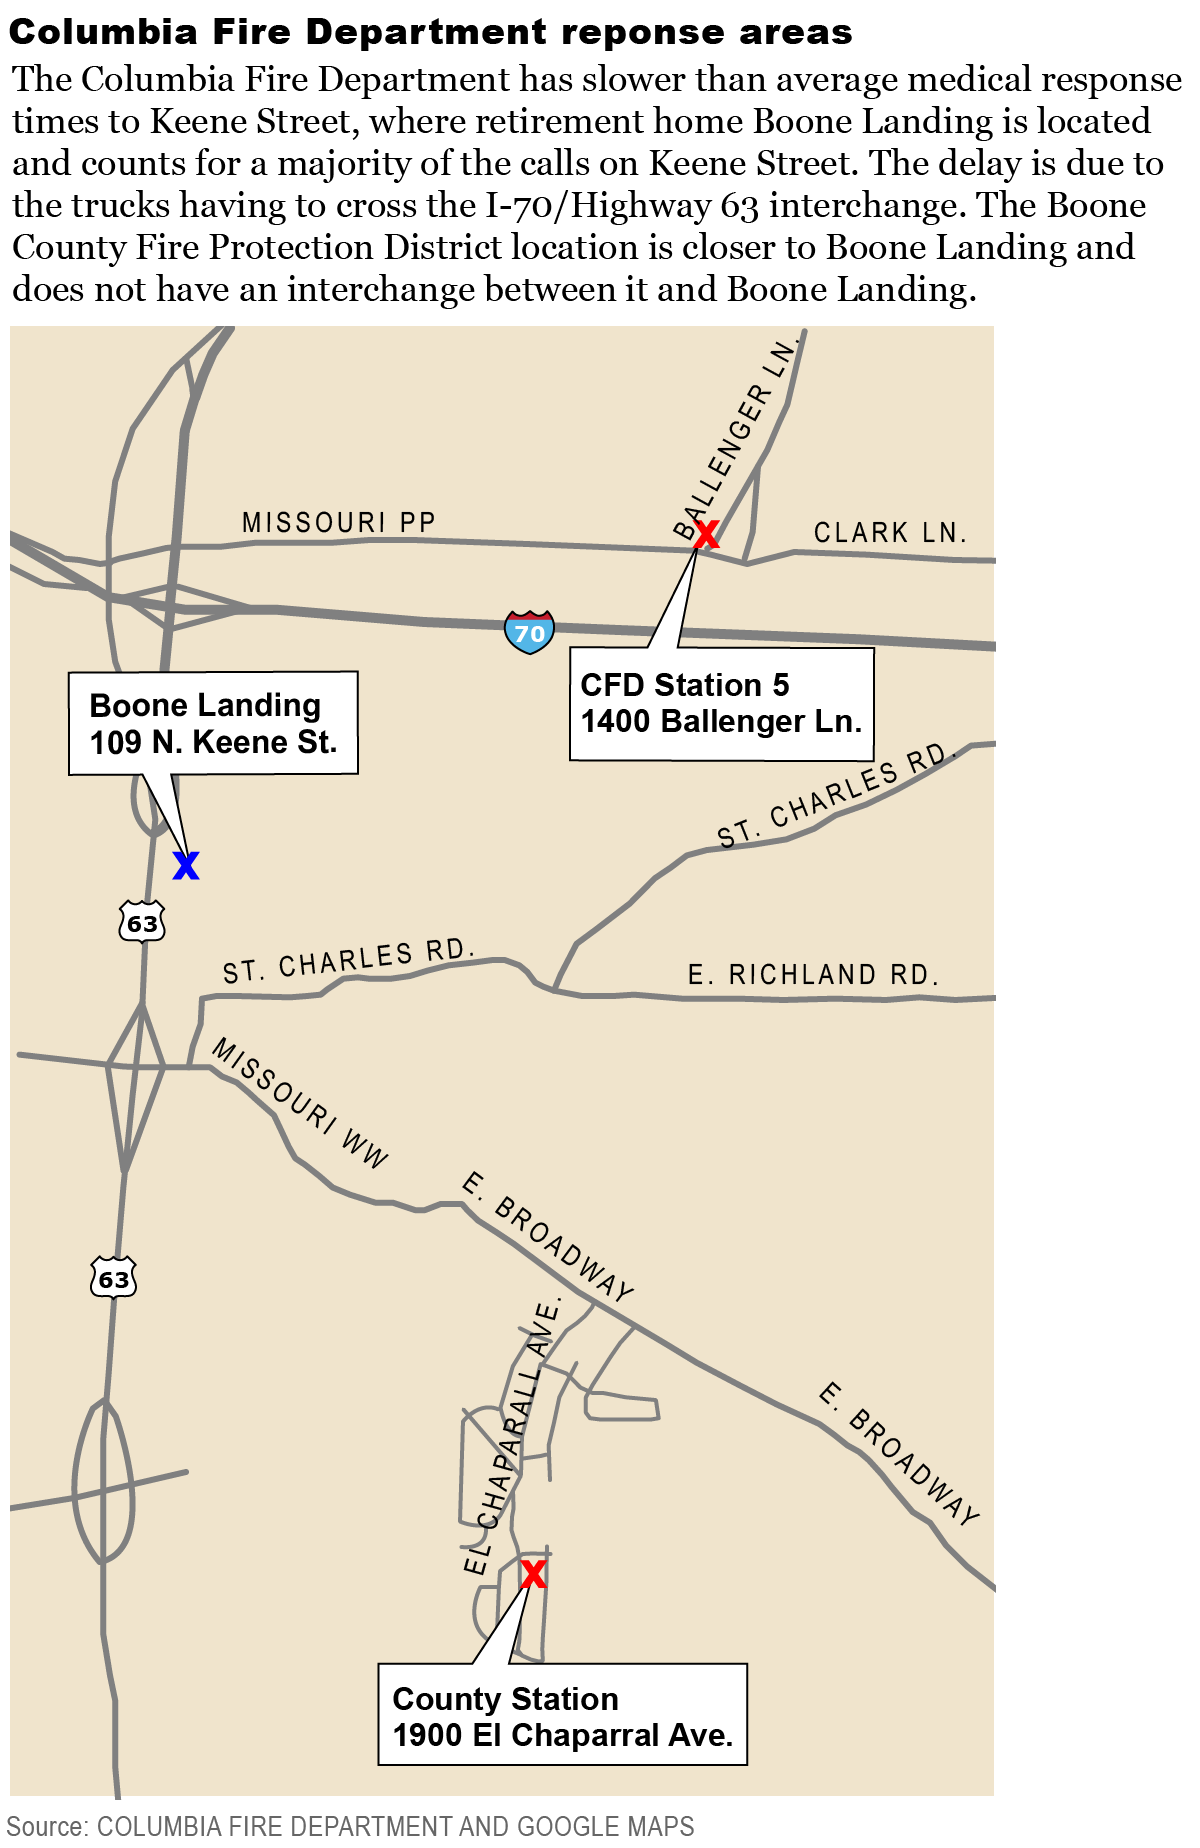 Columbia Fire Department reponse areas
The Columbia Fire Department has slower than average medical response
times to Keene Street, where retirement home Boone Landing is located
and counts for a majority of the calls on Keene Street. The delay is due to
the trucks having to cross the I-70/Highway 63 interchange. The Boone
County Fire Protection District location is closer to Boone Landing and
does not have an interchange between it and Boone Landing.
BALLENGER LN.
MISSOURI PP
X
CLARK LN.
70
Boone Landing
109 N. Keene St.
CFD Station 5
1400 Ballenger Ln.
ST. CHARLES RD.
X
63
ST. CHARLES RD.
E. RICHLAND RD.
MISSOURI WW
E. BROADWAY
63
EL CHAPARALL AVE.
E. BROADWAY
X
County Station
1900 El Chaparral Ave.
Source: COLUMBIA FIRE DEPARTMENT AND GOOGLE MAPS